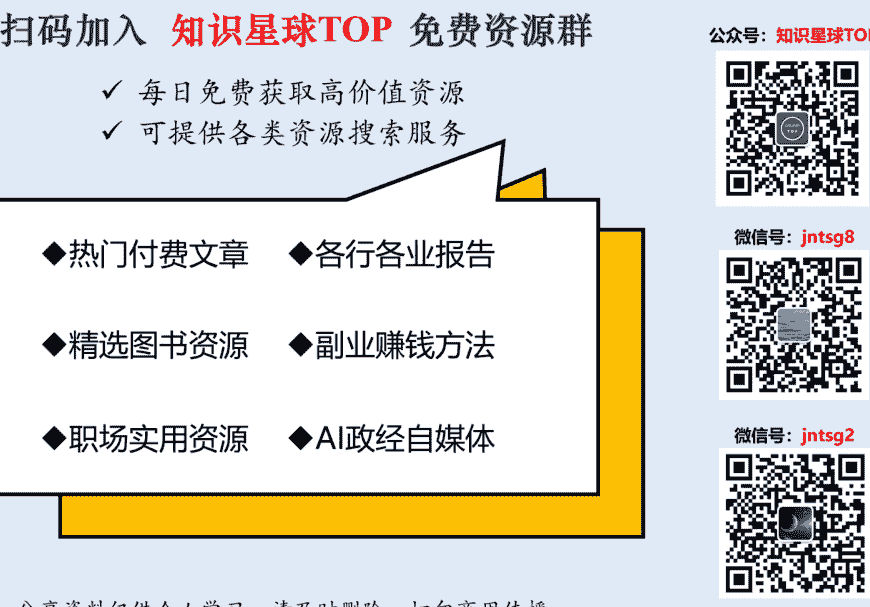 扫码加入 知识星球TOP 免费资源群
✓ 每日免费获取高价值资源
✓ 可提供各类资源搜索服务
◆热门付费文章 ◆各行各业报告
◆精选图书资源 ◆副业赚钱方法
◆职场实用资源 ◆AI政经自媒体
公众号：知识星球TOP
微信号：jntsg8
微信号：jntsg2